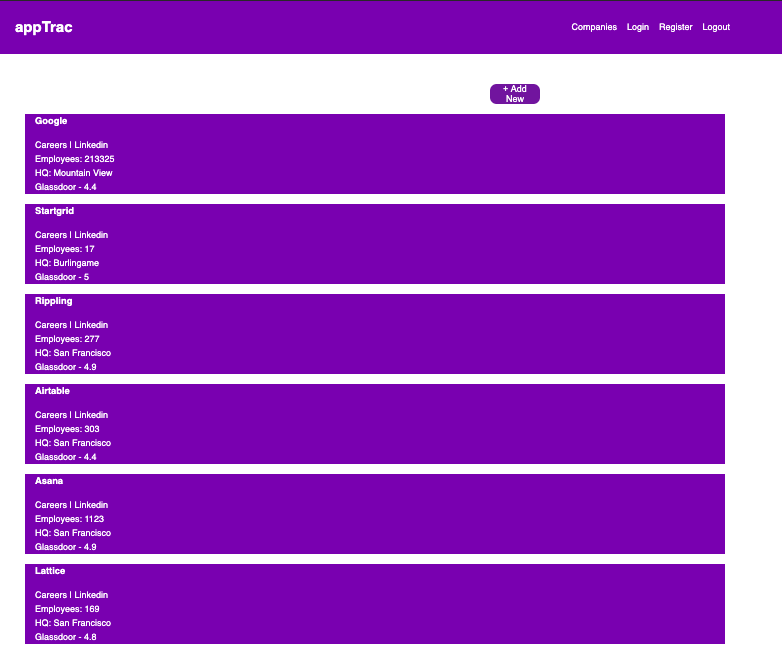 appTrac
Companies Login Register Logout
+ Add
New
Google
Careers | Linkedin
Employees: 213325
HQ: Mountain View
Glassdoor - 4.4
Startgrid
Careers | Linkedin
Employees: 17
HQ: Burlingame
Glassdoor - 5
Rippling
Careers | Linkedin
Employees: 277
HQ: San Francisco
Glassdoor - 4.9
Airtable
Careers | Linkedin
Employees: 303
HQ: San Francisco
Glassdoor - 4.4
Asana
Careers | Linkedin
Employees: 1123
HQ: San Francisco
Glassdoor - 4.9
Lattice
Careers | Linkedin
Employees: 169
HQ: San Francisco
Glassdoor - 4.8